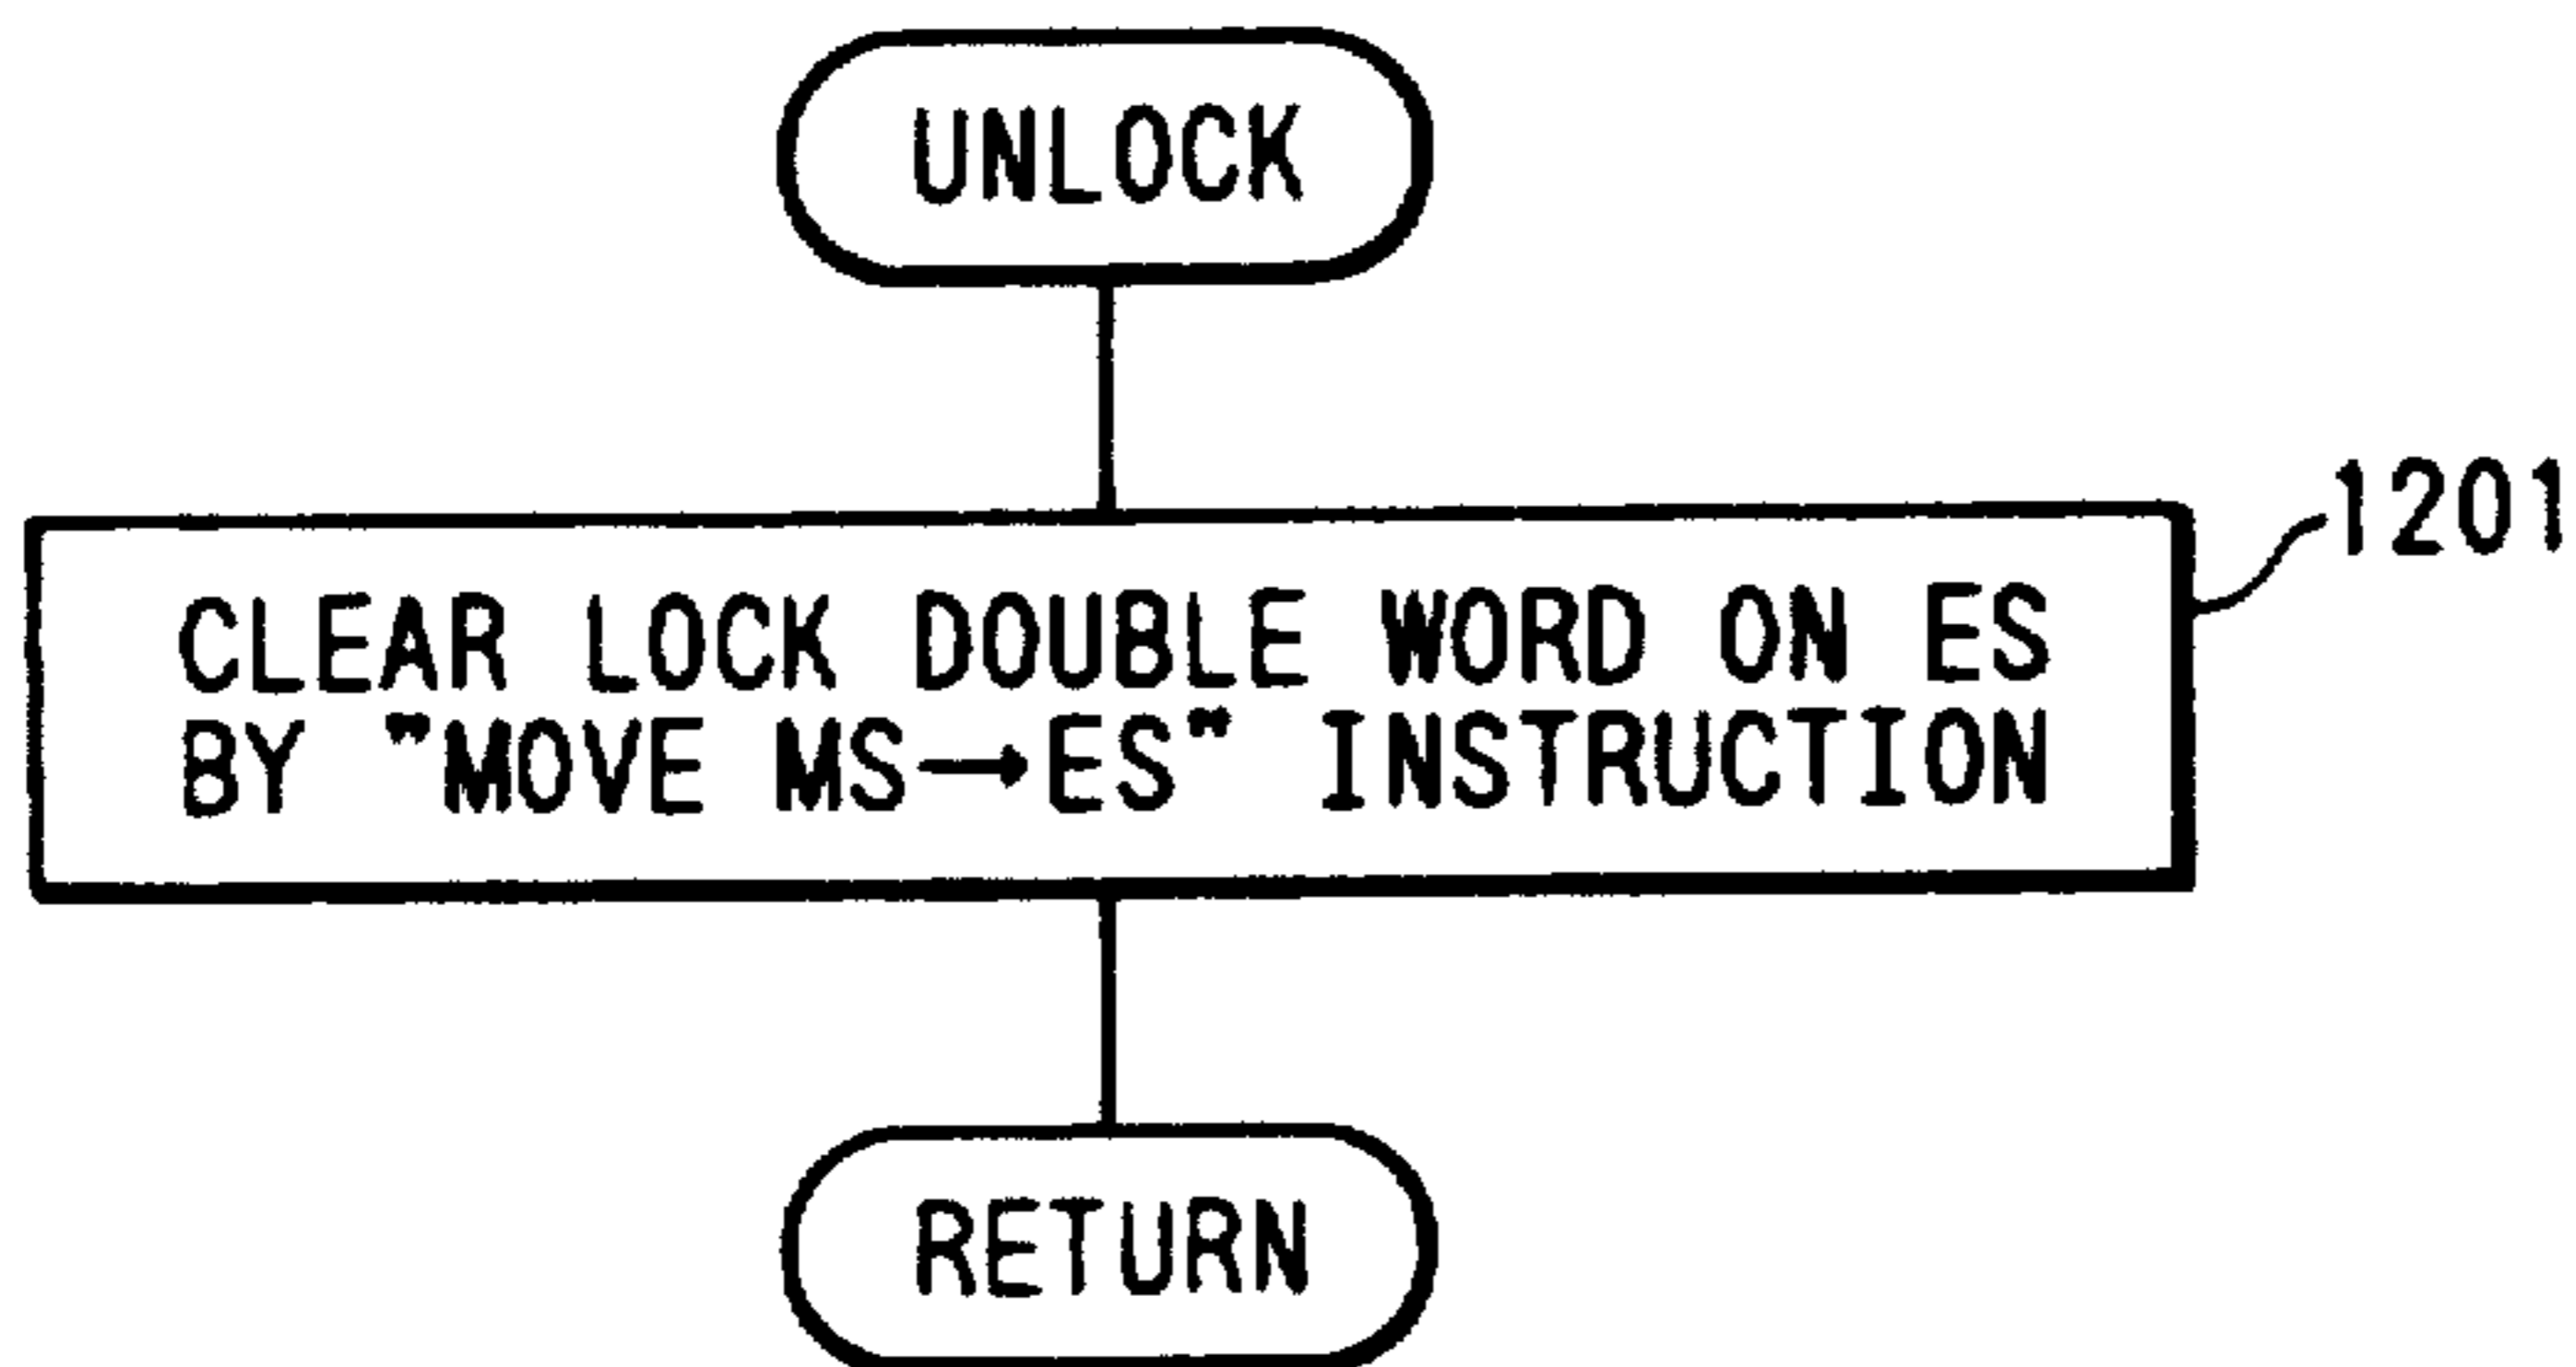 UNLOCK
1201
CLEAR LOCK DOUBLE WORD ON ES
BY "MOVE MS→ES" INSTRUCTION
RETURN